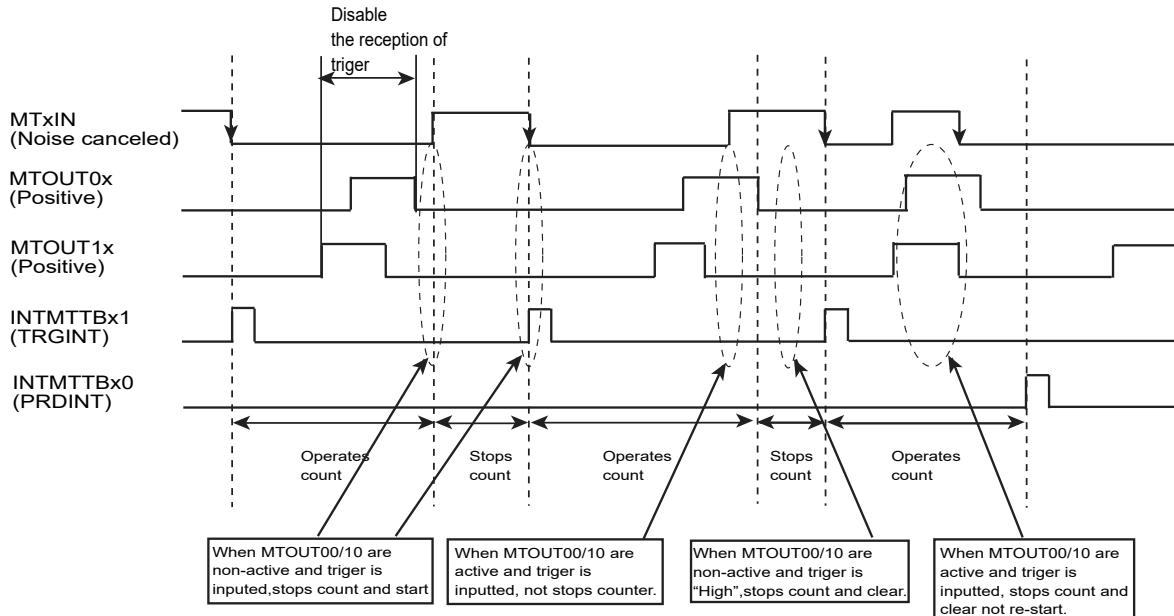 Disable
the reception of
triger
MTxIN
(Noise canceled)
MTOUT0x
(Positive)
MTOUT1x
(Positive)
INTMTTBx1
(TRGINT)
INTMTTBx0
(PRDINT)
Operates
count
Stops
count
Operates
count
Stops
count
Operates
count
When MTOUT00/10 are
non-active and triger is
inputed,stops count and start
When MTOUT00/10 are
active and triger is
inputted, not stops counter.
When MTOUT00/10 are
non-active and triger is
“High”,stops count and clear.
When MTOUT00/10 are
active and triger is
inputted, stops count and
clear not re-start.